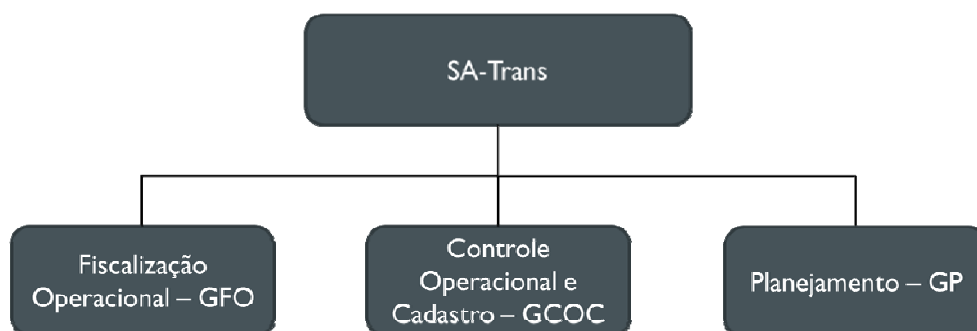 SA-Trans
Fiscalização
Operacional – GFO
Controle
Operacional e
Cadastro – GCOC
Planejamento – GP